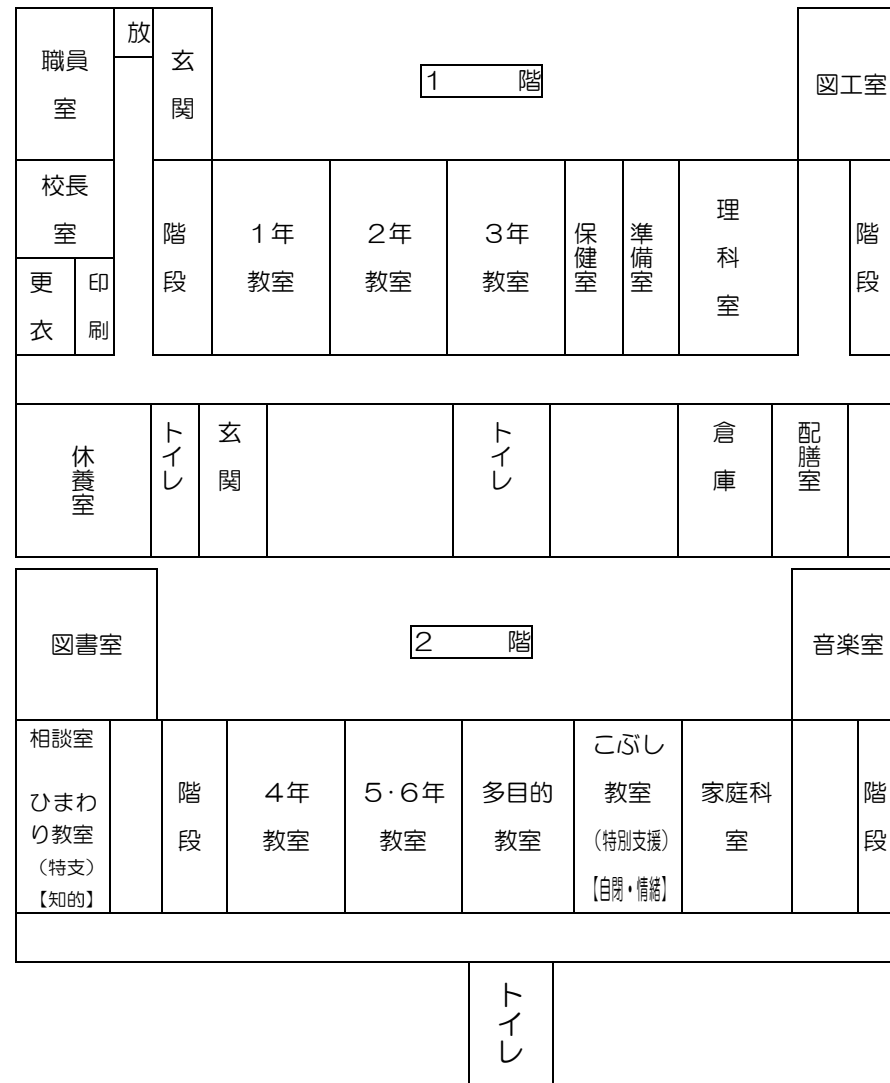 職員
室
放
玄
関
1　階
図工室
校長
室
更
衣
印
刷
階
段
1年
教室
2年
教室
3年
教室
保健室
準備室
理
科
室
階
段
休養室
トイレ
玄
関
トイレ
倉
庫
配膳室
図書室
2　階
音楽室
相談室
ひまわ
り教室
（特支）
【知的】
階
段
4年
教室
5・6年
教室
多目的
教室
こぶし
教室
（特別支援）
【自閉・情緒】
家庭科
室
階
段
トイレ